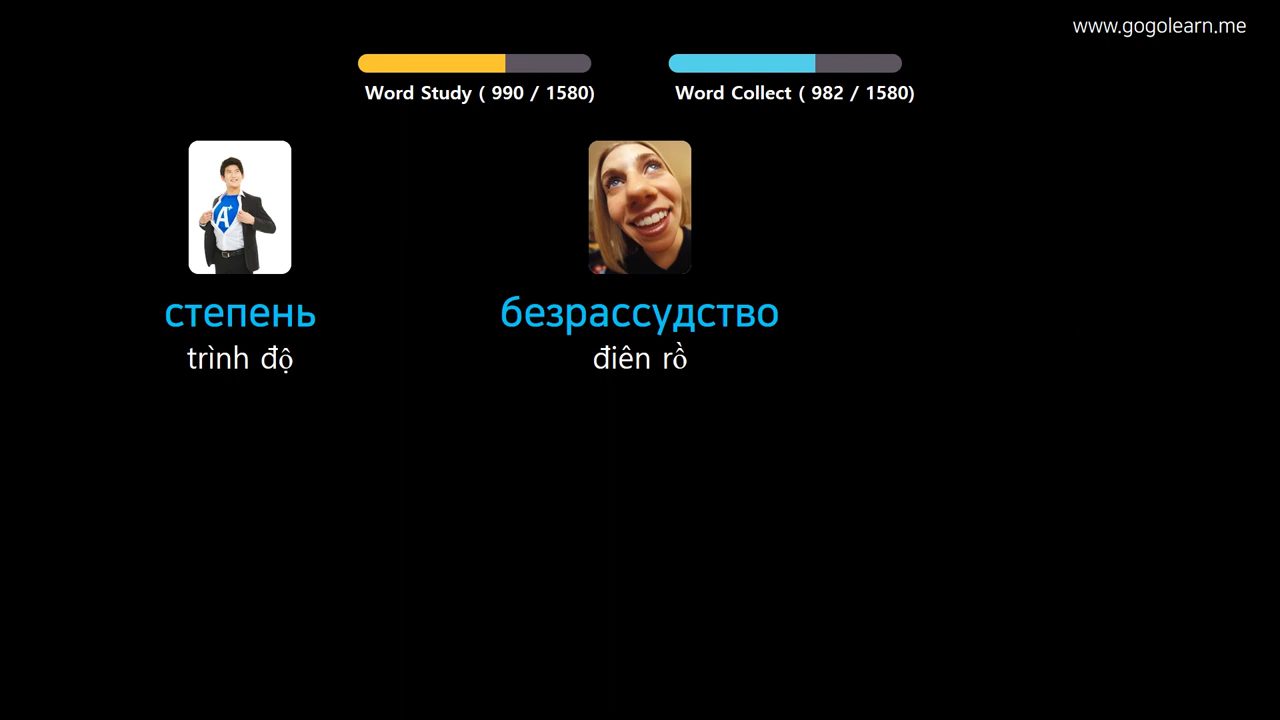 www.gogolearn.me
Word Study ( 990 / 1580)
Word Collect ( 982 / 1580)
A+
степень
безрассудство
trình độ
điên rồ